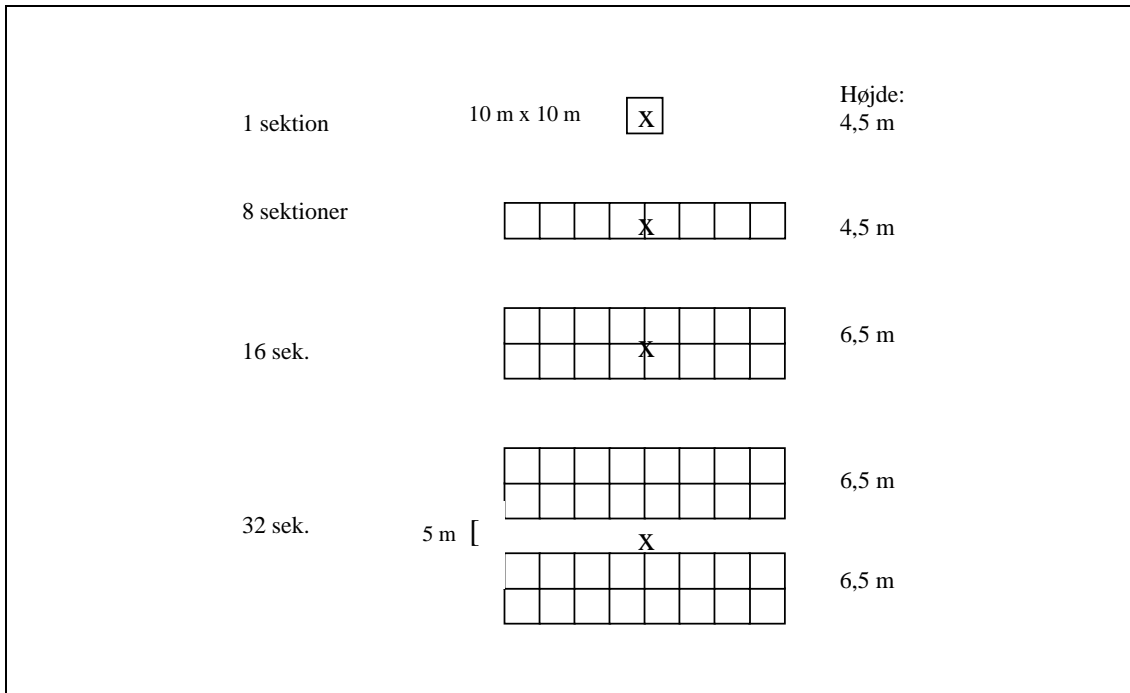 Højde:
1 sektion 10 m x 10 m x 4,5 m
8 sektioner x 4,5 m
16 sek. x 6,5 m
6,5 m
32 sek. 5 m [ x
6,5 m